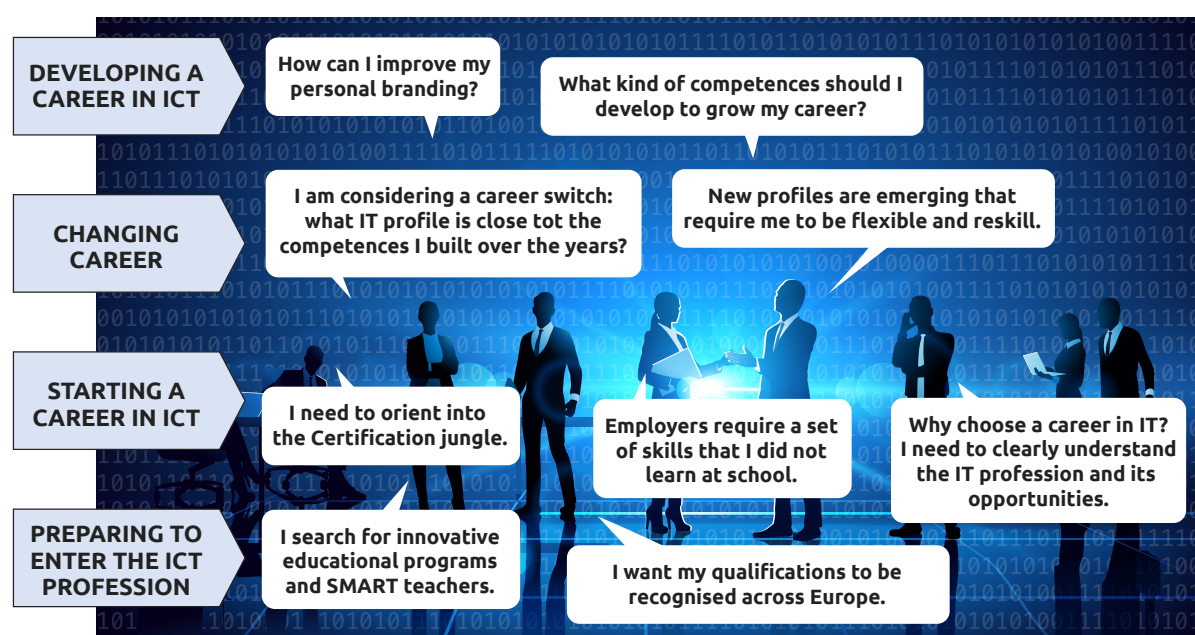 DEVELOPING A
CAREER IN ICT
How can I improve my
personal branding?
What kind of competences should I
develop to grow my career?
CHANGING
CAREER
I am considering a career switch:
what IT profile is close tot the
competences I built over the years?
New profiles are emerging that
require me to be flexible and reskill.
STARTING A
CAREER IN ICT
I need to orient into
the Certification jungle.
Employers require a set
of skills that I did not
learn at school.
Why choose a career in IT?
I need to clearly understand
the IT profession and its
opportunities.
PREPARING TO
ENTER THE ICT
PROFESSION
I search for innovative
educational programs
and SMART teachers.
I want my qualifications to be
recognised across Europe.